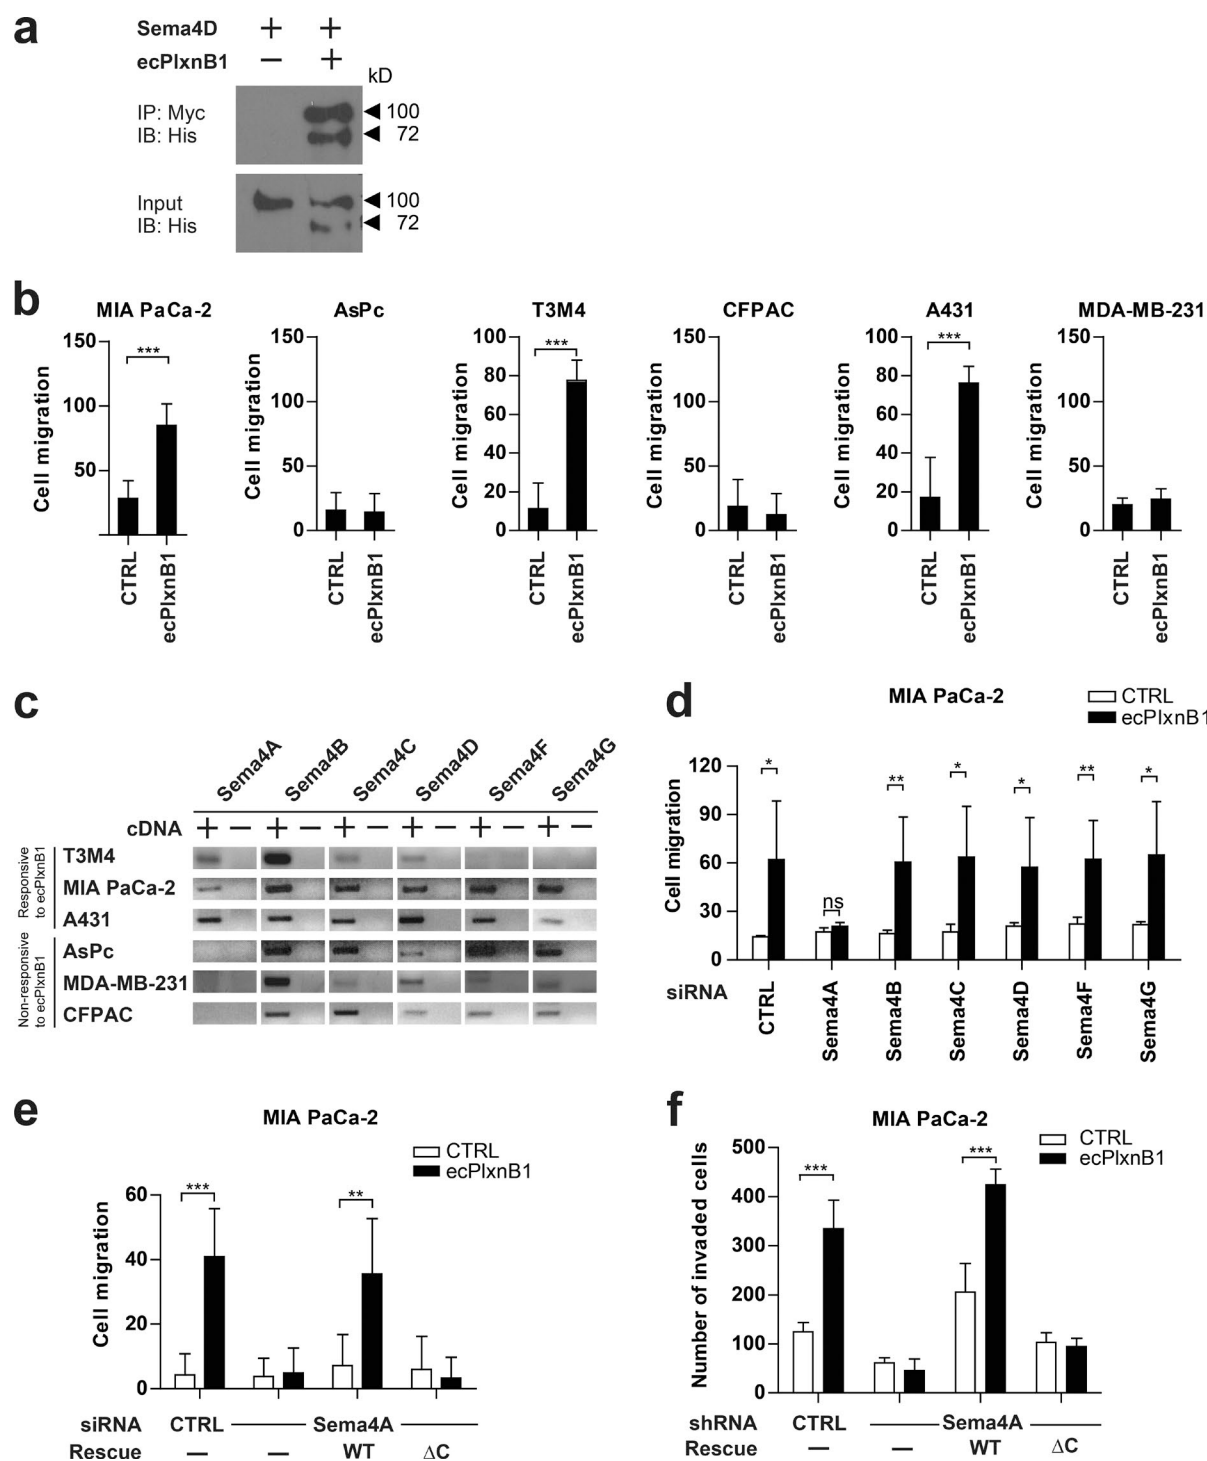 a
Sema4D + +
ecPlxnB1 — +
kD
IP: Myc 100
IB: His 72
Input 100
IB: His 72
b
MIA PaCa-2 AsPc T3M4 CFPAC A431 MDA-MB-231
Cell migration 150 100 50 *** CTRL ecPlxnB1
Cell migration 150 100 50 0 CTRL ecPlxnB1
Cell migration 100 80 60 40 20 0 *** CTRL ecPlxnB1
Cell migration 150 100 50 0 CTRL ecPlxnB1
Cell migration 100 80 60 40 20 0 *** CTRL ecPlxnB1
Cell migration 150 100 50 0 CTRL ecPlxnB1
c
Sema4A Sema4B Sema4C Sema4D Sema4F Sema4G
cDNA + — + — + — + — + — + —
Responsive
to ecPlxnB1
T3M4
MIA PaCa-2
A431
Non-responsive
to ecPlxnB1
AsPc
MDA-MB-231
CFPAC
d
MIA PaCa-2
CTRL
ecPlxnB1
Cell migration
120
90
60
30
0
* ns ** * * ** *
siRNA CTRL Sema4A Sema4B Sema4C Sema4D Sema4F Sema4G
e
MIA PaCa-2
CTRL
ecPlxnB1
Cell migration
60
40
20
0
*** **
siRNA CTRL Sema4A
Rescue — — WT ΔC
f
MIA PaCa-2
CTRL
ecPlxnB1
Number of invaded cells
500
400
300
200
100
0
*** ***
shRNA CTRL Sema4A
Rescue — — WT ΔC